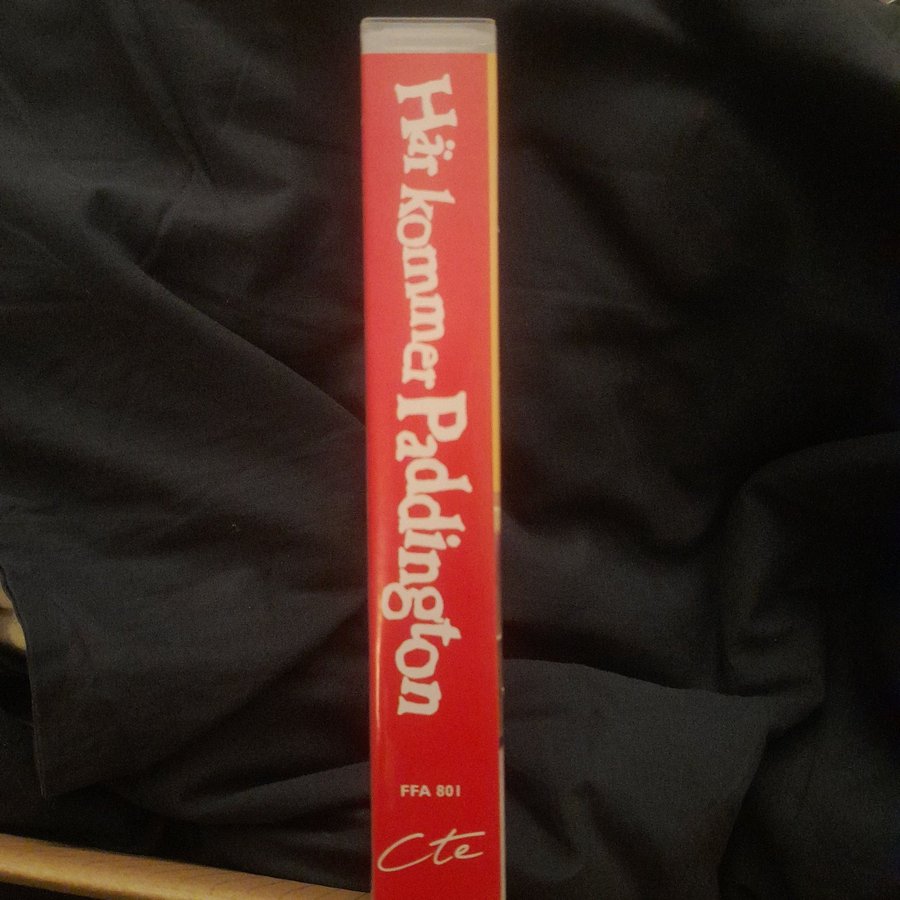 Här kommer Paddington
FFA 801
Cte